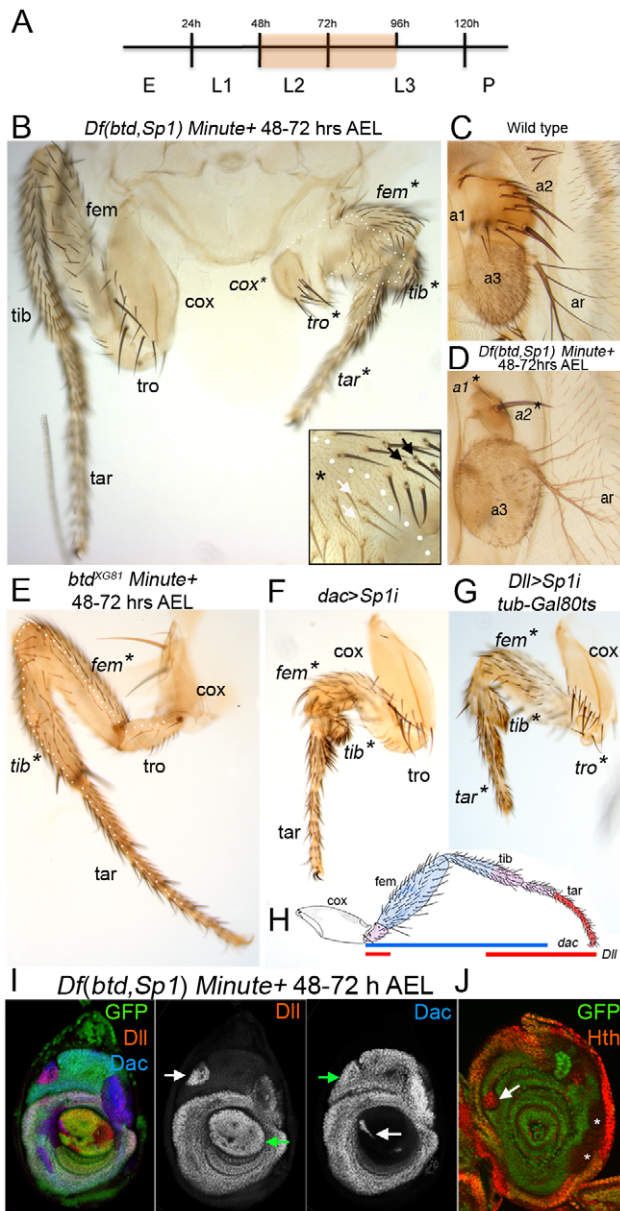 A
24h 48h 72h 96h 120h
E L1 L2 L3 P
B Df(btd,Sp1) Minute+ 48-72 hrs AEL
fem
fem*
cox*
cox
tib
tib*
tro*
tro
tar*
tar
*
C Wild type
a2
a1
a3
ar
D Df(btd,Sp1) Minute+
48-72hrs AEL
a1*
a2*
a3
ar
E btdXG81 Minute+
48-72 hrs AEL
fem*
cox
tib*
tro
tar
F dac>Sp1i
cox
fem*
tib*
tro
tar
G Dll>Sp1i
tub-Gal80ts
cox
fem*
tib*
tro*
tar*
H
cox
fem
tib
tar
dac
Dll
I Df(btd,Sp1) Minute+ 48-72 h AEL
GFP
Dll
Dac
Dll
Dac
J GFP
Hth
*
*